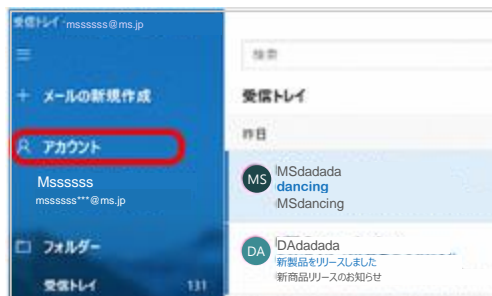 受信トレイ - mssssss@ms.jp
検索
+ メールの新規作成
受信トレイ
昨日
アカウント
MS
MSdadada
dancing
MSdancing
Mssssss
mssssss***@ms.jp
DA
DAdadada
新製品をリリースしました
新商品リリースのお知らせ
フォルダー
受信トレイ 131